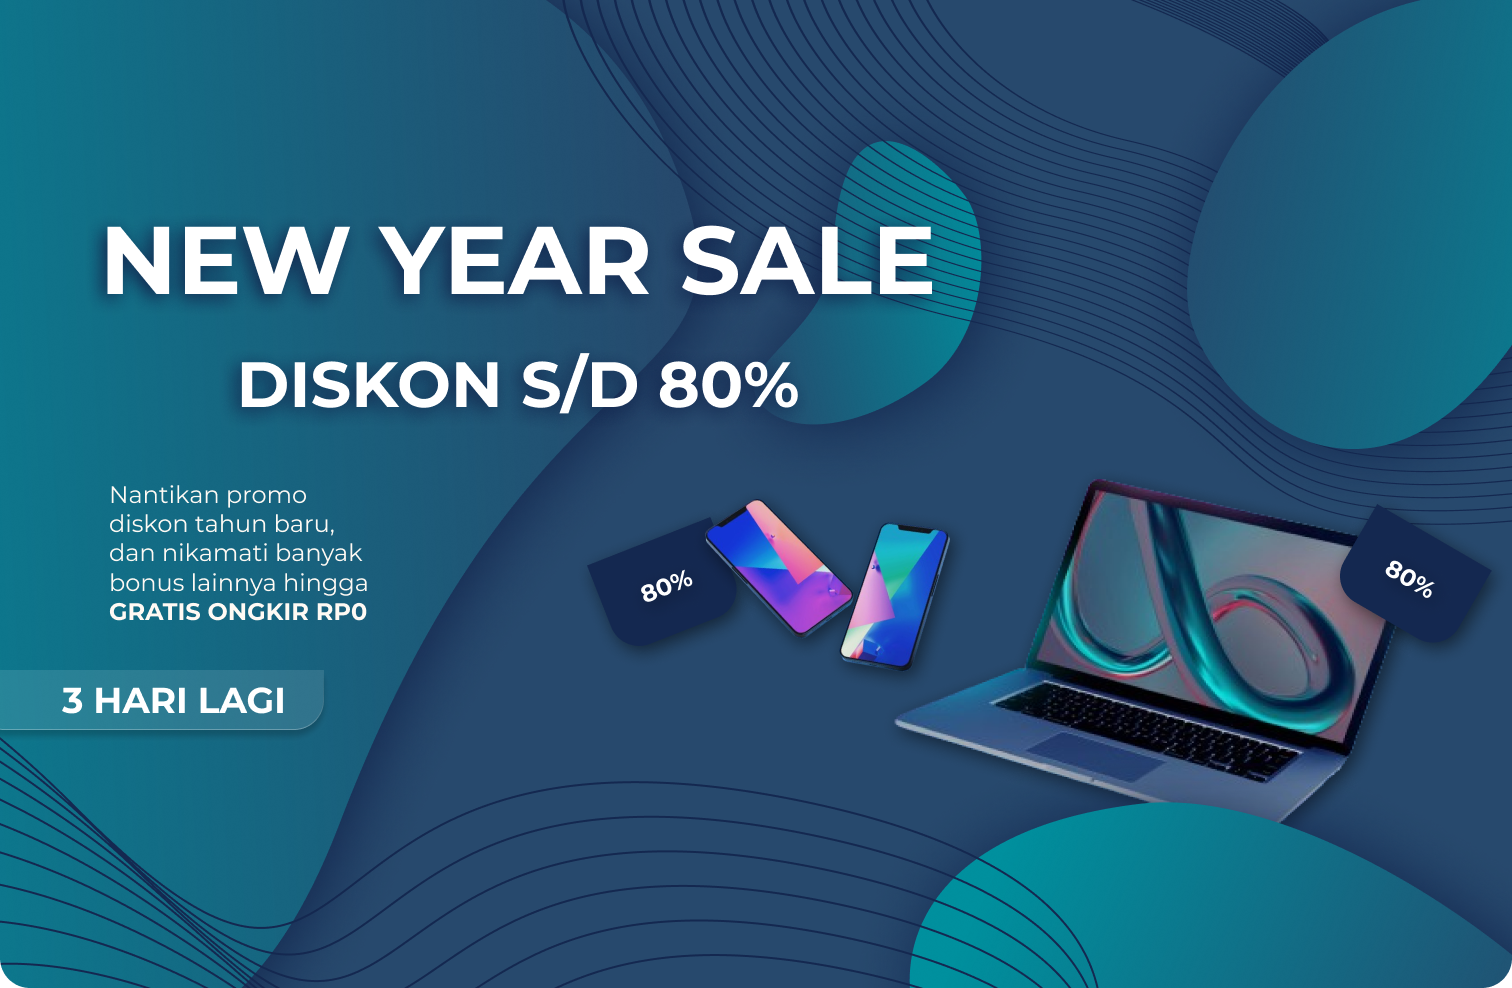 NEW YEAR SALE
DISKON S/D 80%
Nantikan promo
diskon tahun baru,
dan nikamati banyak
bonus lainnya hingga
GRATIS ONGKIR RP0
80%
80%
3 HARI LAGI